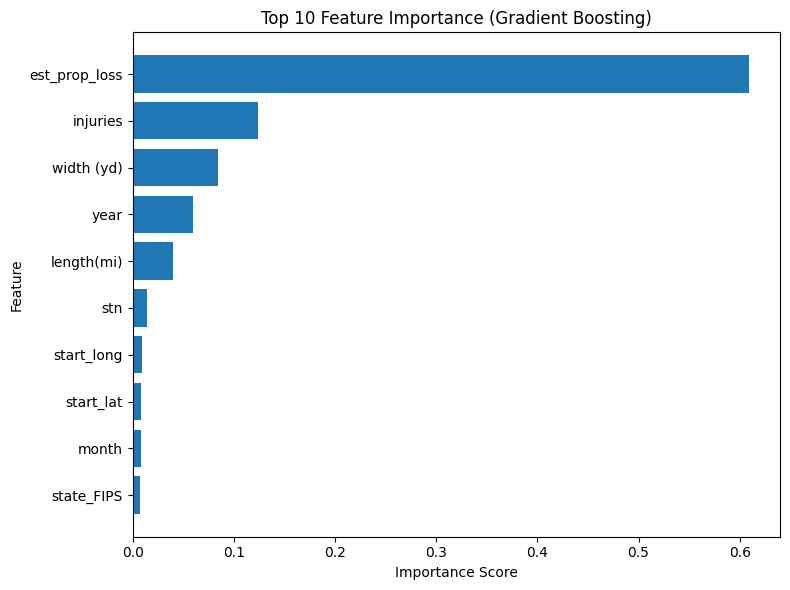 Top 10 Feature Importance (Gradient Boosting)
Feature
est_prop_loss
injuries
width (yd)
year
length(mi)
stn
start_long
start_lat
month
state_FIPS
0.0 0.1 0.2 0.3 0.4 0.5 0.6
Importance Score